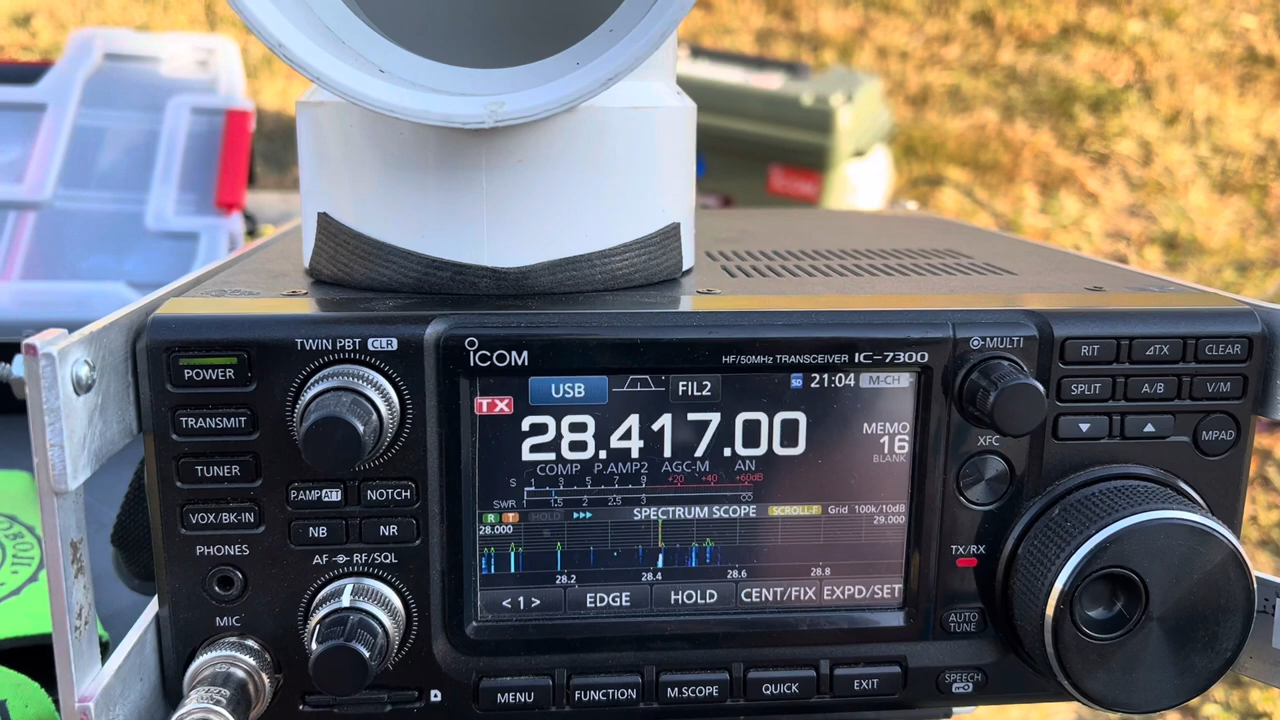 TWIN PBT CLR
POWER
TRANSMIT
TUNER
VOX/BK-IN
P.AMP ATT
NOTCH
NB
NR
PHONES
AF RF/SQL
MIC
ICOM
HF/50MHz TRANSCEIVER IC-7300
USB
FIL2
SD 21:04 M-CH
TX
28.417.00
MEMO
16
BLANK
COMP P.AMP2 AGC-M AN
S 1 3 5 7 9 +20 +40 +60dB
SWR 1 1.5 2 2.5 3 ∞
R T HOLD SPECTRUM SCOPE SCROLL-F Grid 100k/10dB
28.000 29.000
28.2 28.4 28.6 28.8
<1> EDGE HOLD CENT/FIX EXPD/SET
MENU FUNCTION M.SCOPE QUICK EXIT
MULTI
XFC
TX/RX
AUTO
TUNE
SPEECH
RIT ⊿TX CLEAR
SPLIT A/B V/M
MPAD